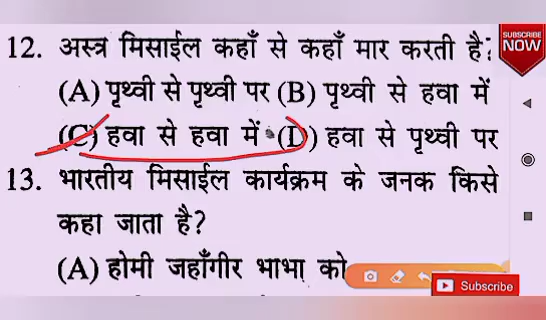 12. अस्त्र मिसाईल कहाँ से कहाँ मार करती है?
(A) पृथ्वी से पृथ्वी पर (B) पृथ्वी से हवा में
(C) हवा से हवा में (D) हवा से पृथ्वी पर
13. भारतीय मिसाईल कार्यक्रम के जनक किसे
कहा जाता है?
(A) होमी जहाँगीर भाभा को
SUBSCRIBE
NOW
Subscribe